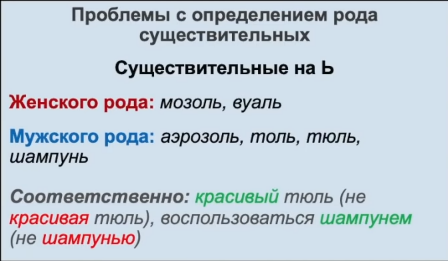 Проблемы с определением рода
существительных
Существительные на Ь
Женского рода: мозоль, вуаль
Мужского рода: аэрозоль, толь, тюль,
шампунь
Соответственно: красивый тюль (не
красивая тюль), воспользоваться шампунем
(не шампунью)